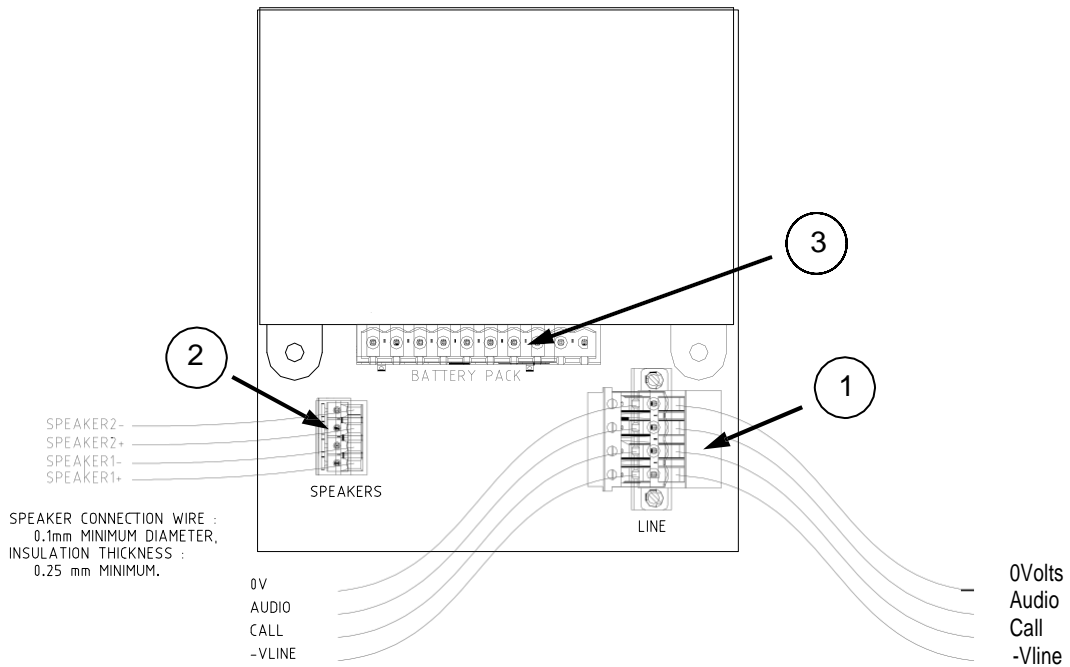 3
2
BATTERY PACK
1
SPEAKER2-
SPEAKER2+
SPEAKER1-
SPEAKER1+
SPEAKERS
LINE
SPEAKER CONNECTION WIRE :
0.1mm MINIMUM DIAMETER,
INSULATION THICKNESS :
0.25 mm MINIMUM.
0V
AUDIO
CALL
-VLINE
0Volts
Audio
Call
-Vline